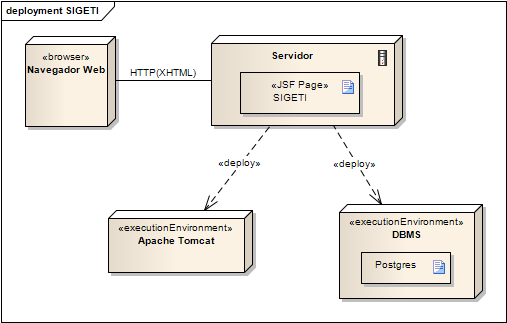 deployment SIGETI
«browser»
Navegador Web
HTTP(XHTML)
Servidor
«JSF Page»
SIGETI
«deploy»
«deploy»
«executionEnvironment»
Apache Tomcat
«executionEnvironment»
DBMS
Postgres